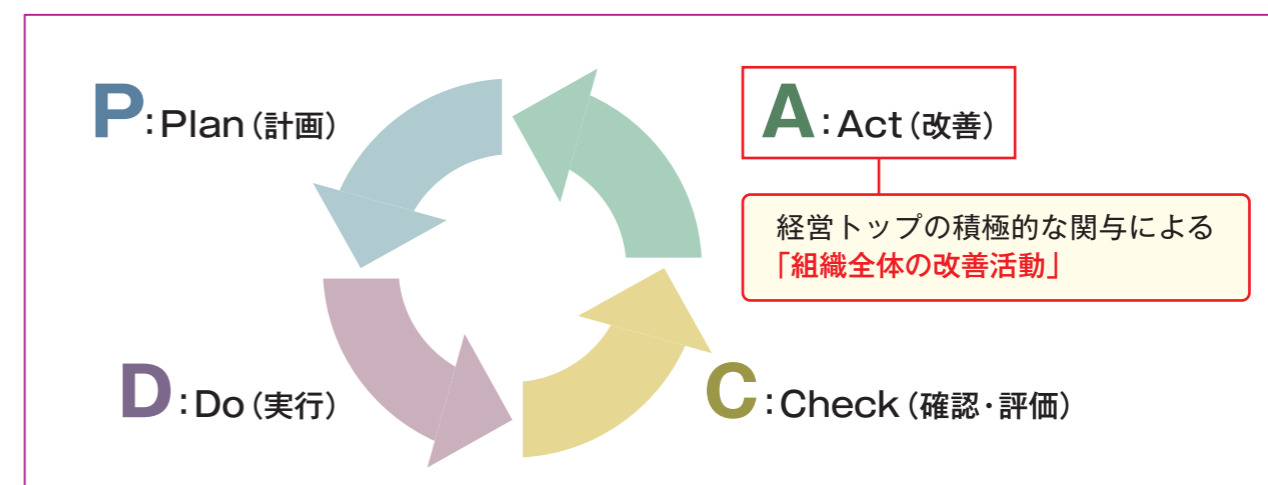 P:Plan(計画)
A:Act(改善)
経営トップの積極的な関与による
「組織全体の改善活動」
D:Do(実行)
C:Check(確認・評価)